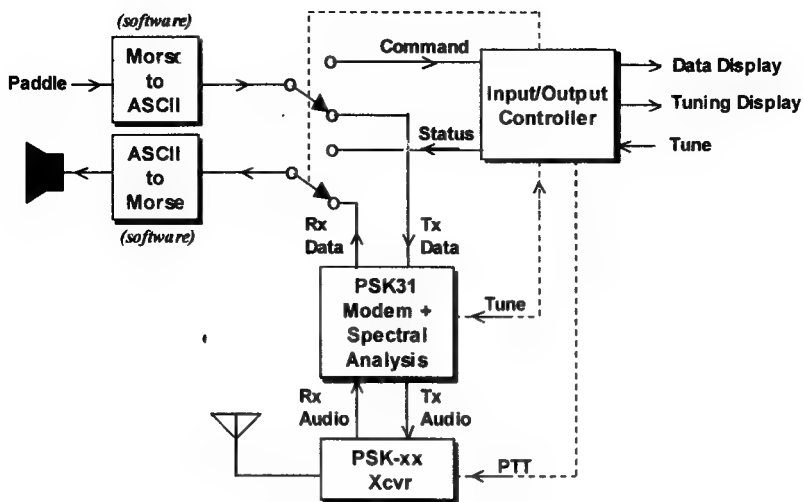 (software)
Morse
to
ASCII
Paddle
Command
Input/Output
Controller
Data Display
Tuning Display
Tune
Status
ASCII
to
Morse
(software)
Rx
Data
Tx
Data
PSK31
Modem +
Spectral
Analysis
Tune
Rx
Audio
Tx
Audio
PSK-xx
Xcvr
PTT